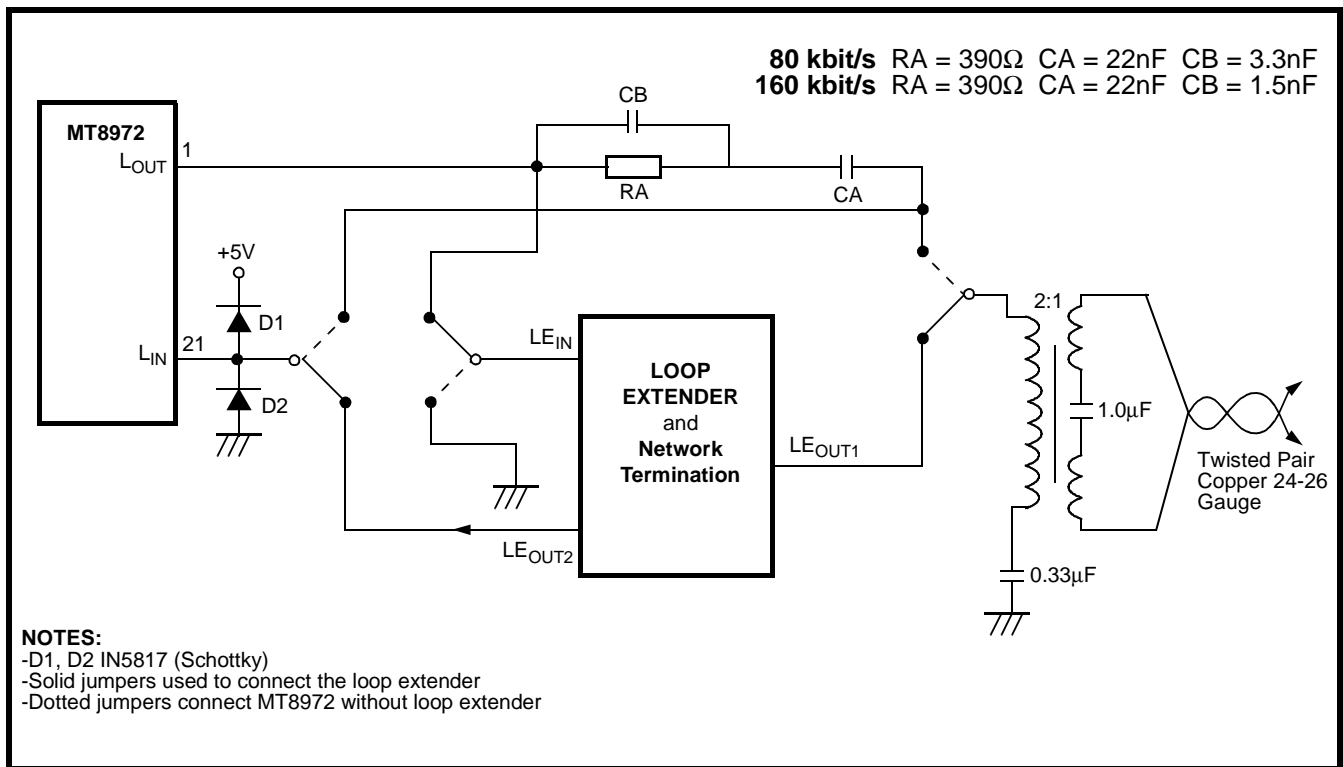 80 kbit/s RA = 390Ω CA = 22nF CB = 3.3nF
160 kbit/s RA = 390Ω CA = 22nF CB = 1.5nF
CB
MT8972
LOUT
1
RA
CA
+5V
D1
2:1
LIN
21
LEIN
D2
LOOP
EXTENDER
and
Network
Termination
1.0µF
LEOUT1
Twisted Pair
Copper 24-26
Gauge
LEOUT2
0.33µF
NOTES:
-D1, D2 IN5817 (Schottky)
-Solid jumpers used to connect the loop extender
-Dotted jumpers connect MT8972 without loop extender